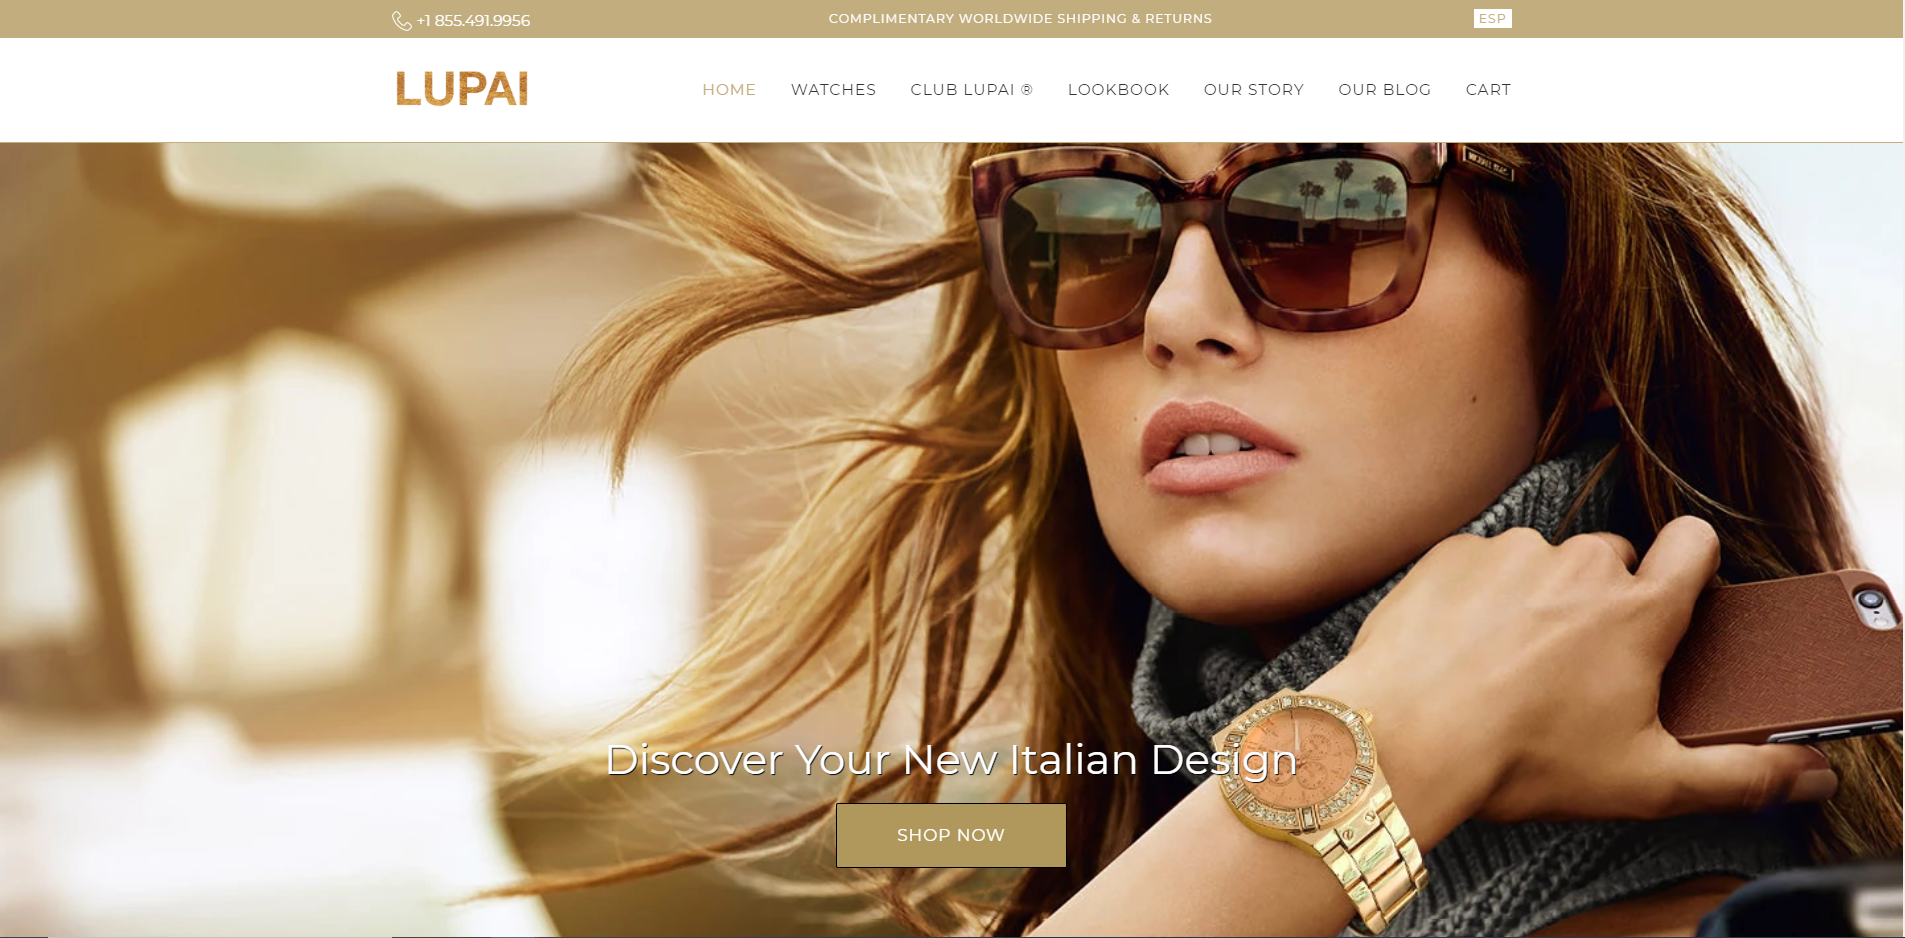 +1 855.491.9956
COMPLIMENTARY WORLDWIDE SHIPPING & RETURNS
ESP
LUPAI
HOME WATCHES CLUB LUPAI ® LOOKBOOK OUR STORY OUR BLOG CART
Discover Your New Italian Design
SHOP NOW